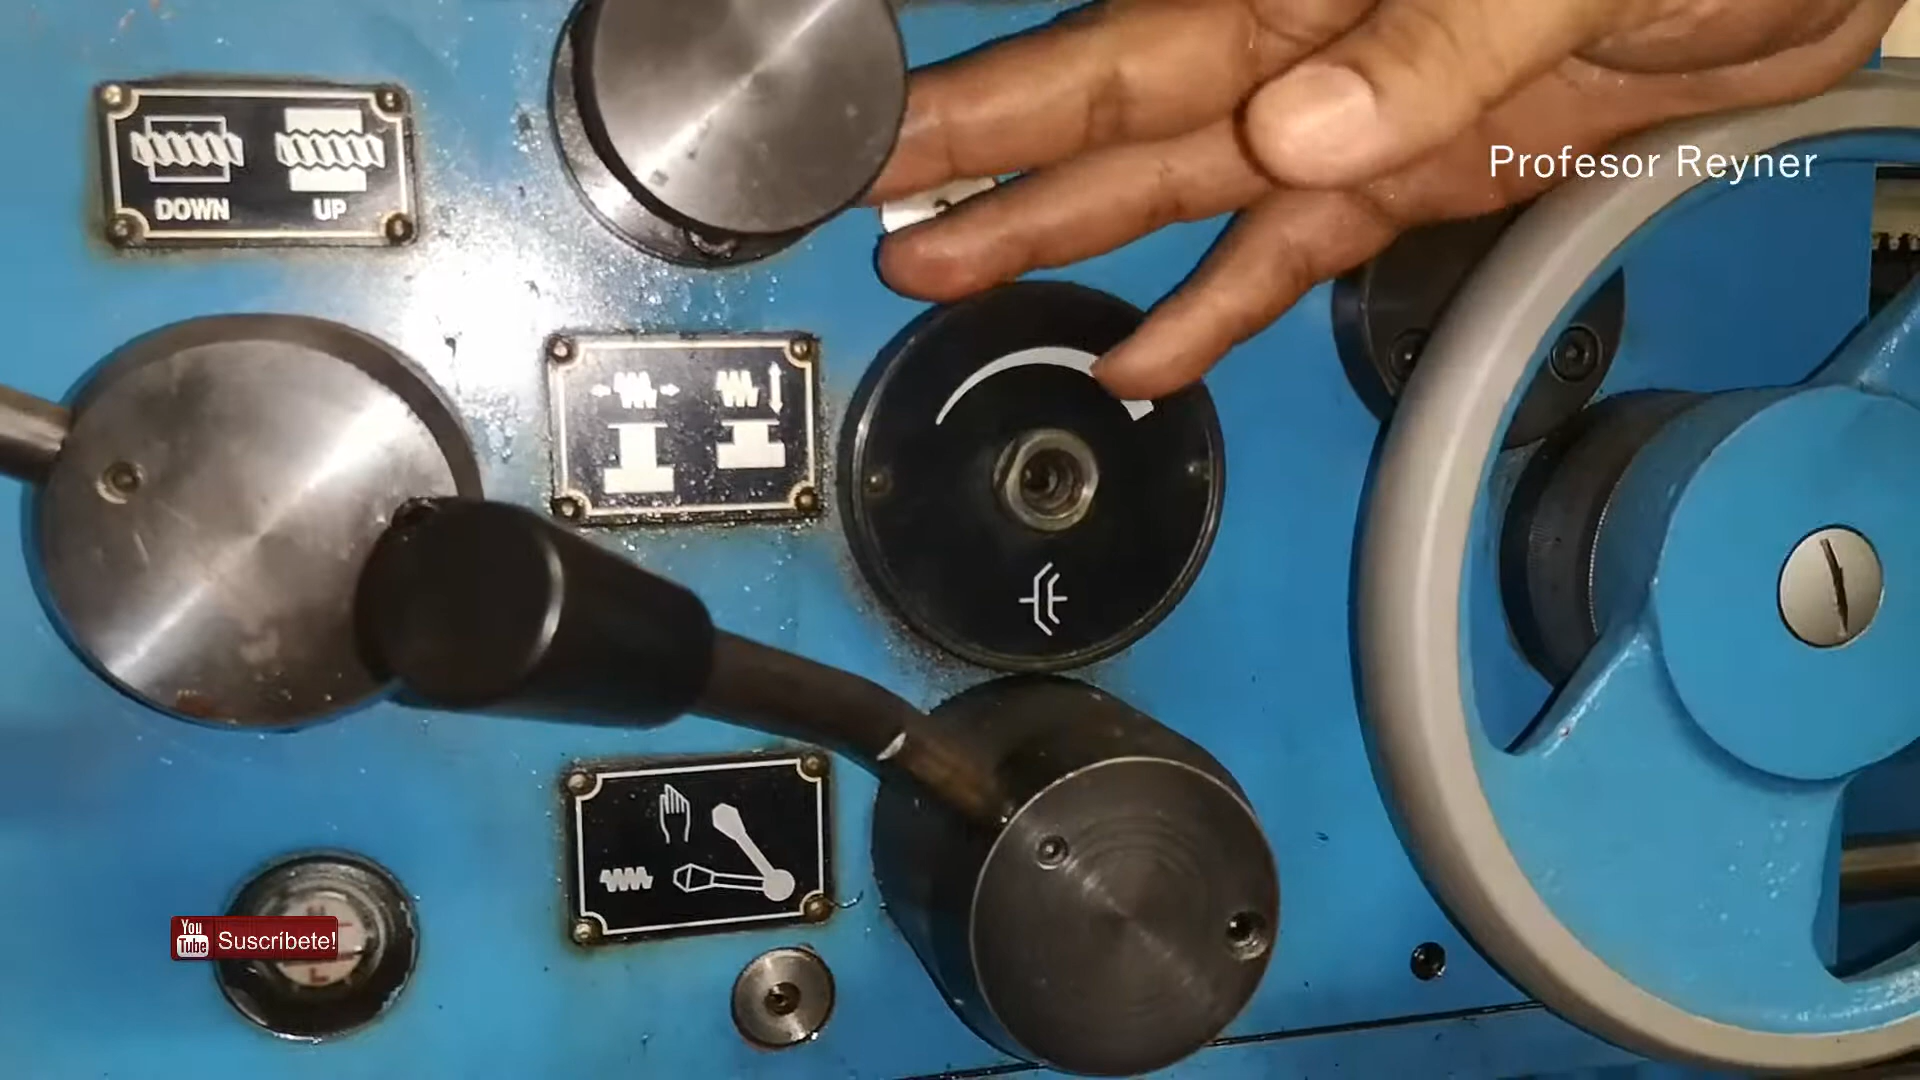 Profesor Reyner
DOWN UP
You
Tube
Suscríbete!